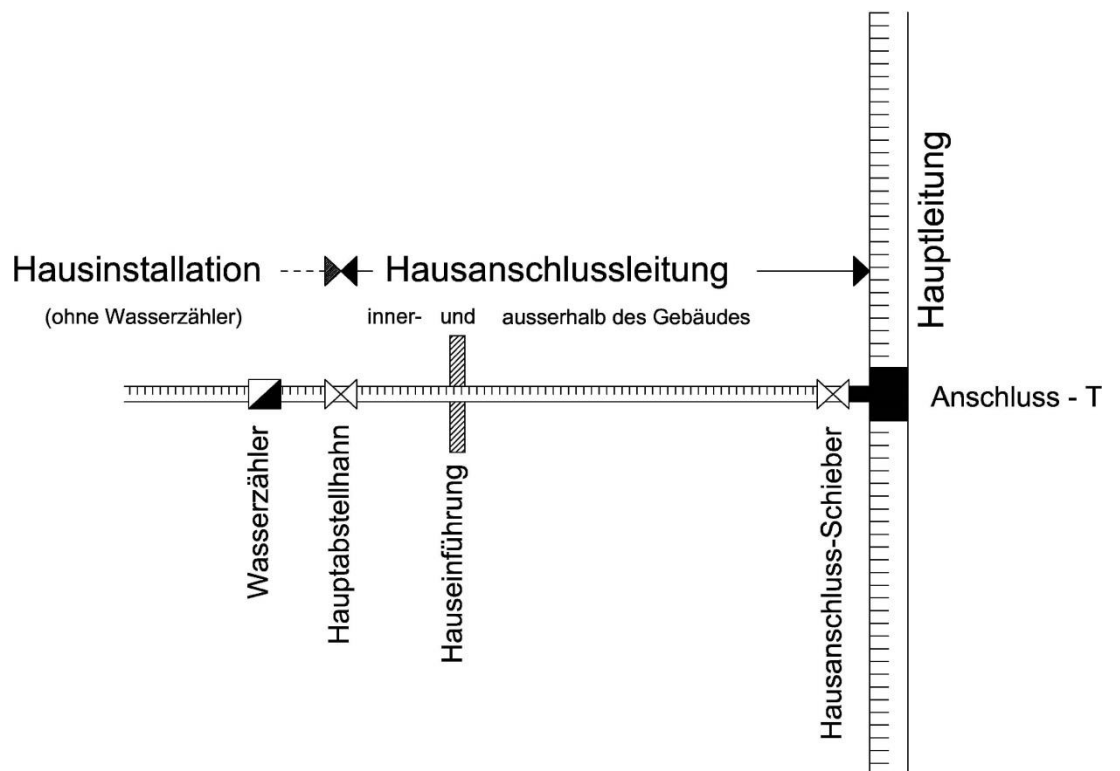 Hauptleitung
Hausinstallation
Hausanschlussleitung
(ohne Wasserzähler)
inner- und ausserhalb des Gebäudes
Anschluss - T
Wasserzähler
Hauptabstellhahn
Hauseinführung
Hausanschluss-Schieber